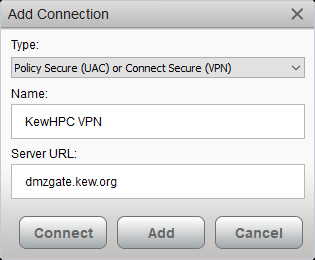 Add Connection
Type:
Policy Secure (UAC) or Connect Secure (VPN)
Name:
KewHPC VPN
Server URL:
dmzgate.kew.org
Connect Add Cancel